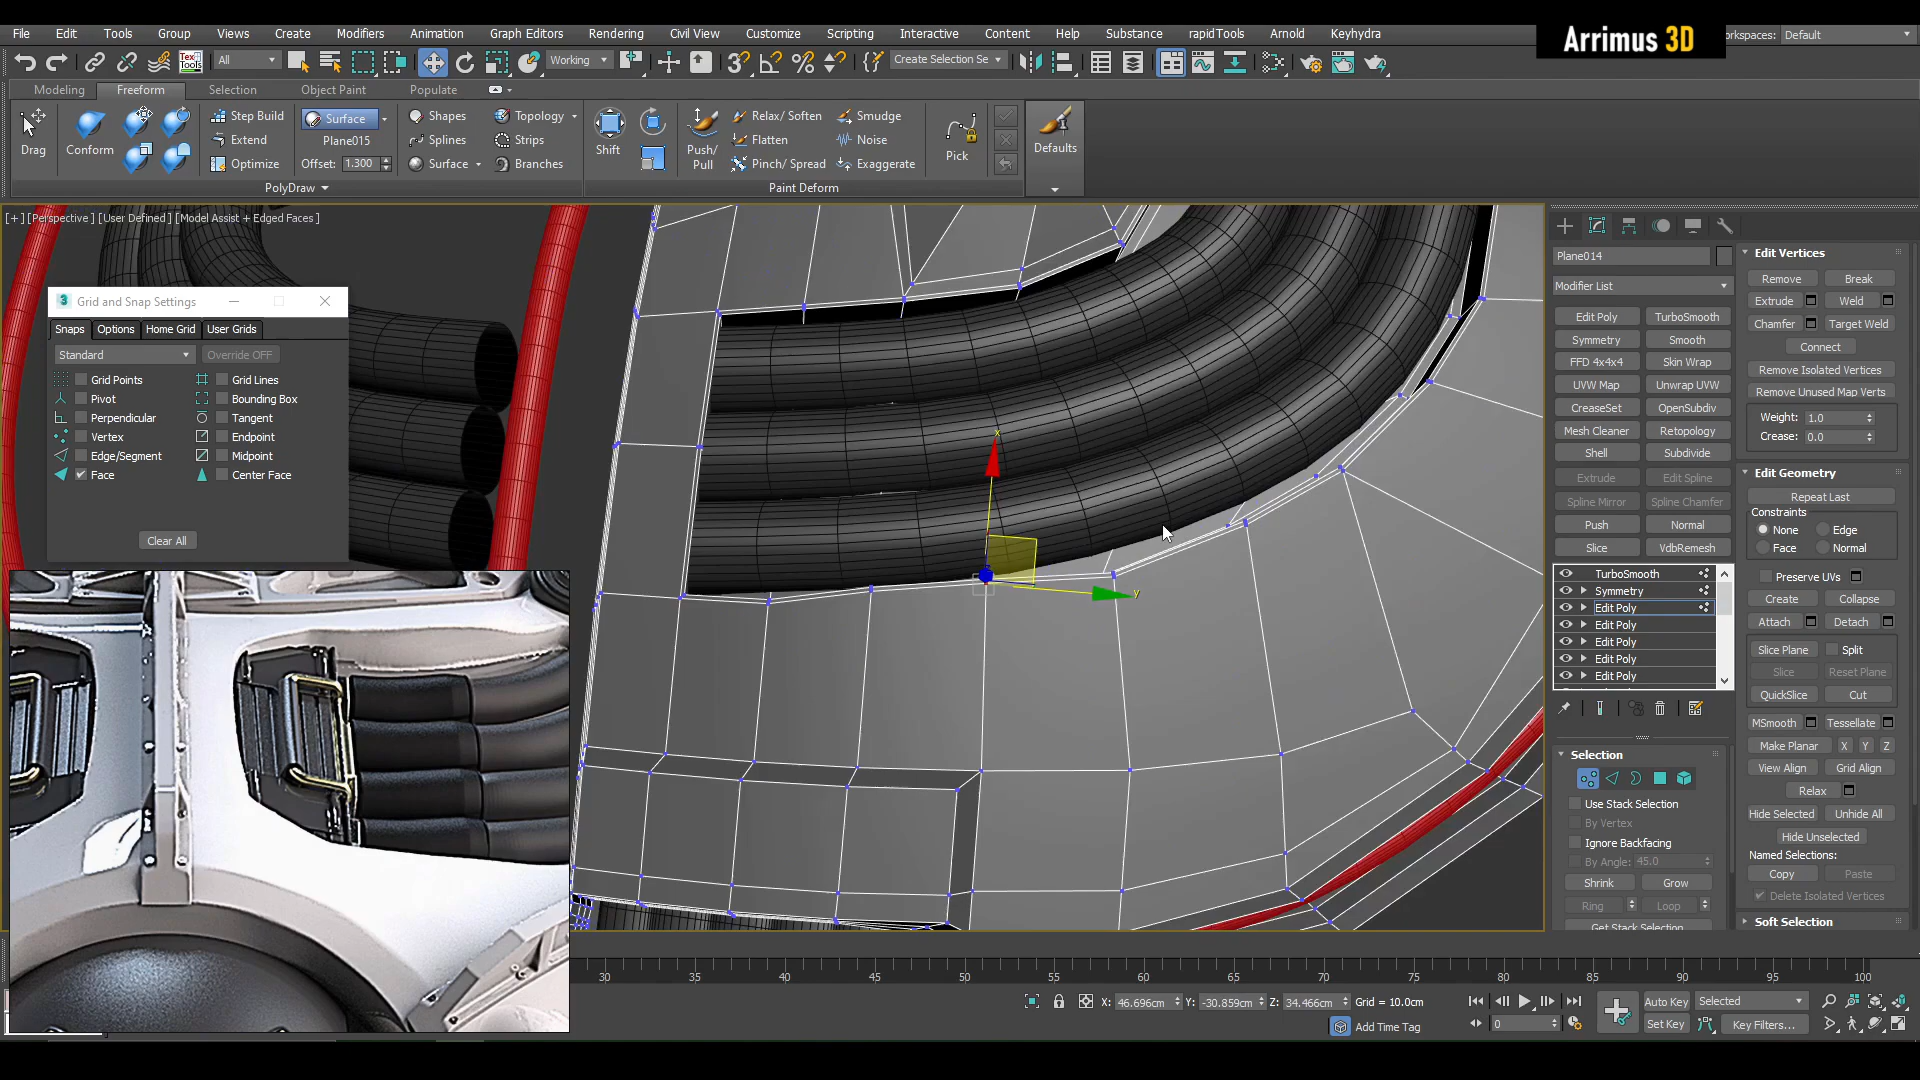 File Edit Tools Group Views Create Modifiers Animation Graph Editors Rendering Civil View Customize Scripting Interactive Content Help Substance rapidTools Arnold Keyhydra
Arrimus 3D
orkspaces: Default
All Working Create Selection Se
Modeling Freeform Selection Object Paint Populate
Drag Conform Step Build Extend Optimize
Surface
Plane015
Offset: 1.300
Shapes Splines Surface
Topology Strips Branches
Shift Push/ Pull
Relax/ Soften Flatten Pinch/ Spread
Smudge Noise Exaggerate
Pick Defaults
PolyDraw Paint Deform
[+] [Perspective ] [User Defined ] [Model Assist + Edged Faces ]
3 Grid and Snap Settings
Snaps Options Home Grid User Grids
Standard Override OFF
Grid Points Grid Lines
Pivot Bounding Box
Perpendicular Tangent
Vertex Endpoint
Edge/Segment Midpoint
Face Center Face
Clear All
x
y
Plane014
Modifier List
Edit Poly TurboSmooth
Symmetry Smooth
FFD 4x4x4 Skin Wrap
UVW Map Unwrap UVW
CreaseSet OpenSubdiv
Mesh Cleaner Retopology
Shell Subdivide
Extrude Edit Spline
Spline Mirror Spline Chamfer
Push Normal
Slice VdbRemesh
TurboSmooth
Symmetry
Edit Poly
Edit Poly
Edit Poly
Edit Poly
Edit Poly
Selection
Use Stack Selection
By Vertex
Ignore Backfacing
By Angle: 45.0
Shrink Grow
Ring Loop
Get Stack Selection
Edit Vertices
Remove Break
Extrude Weld
Chamfer Target Weld
Connect
Remove Isolated Vertices
Remove Unused Map Verts
Weight: 1.0
Crease: 0.0
Edit Geometry
Repeat Last
Constraints
None Edge
Face Normal
Preserve UVs
Create Collapse
Attach Detach
Slice Plane Split
Slice Reset Plane
QuickSlice Cut
MSmooth Tessellate
Make Planar X Y Z
View Align Grid Align
Relax
Hide Selected Unhide All
Hide Unselected
Named Selections:
Copy Paste
Delete Isolated Vertices
Soft Selection
30 35 40 45 50 55 60 65 70 75 80 85 90 95 100
X: 46.696cm Y: -30.859cm Z: 34.466cm Grid = 10.0cm
Add Time Tag
0
Auto Key Selected
Set Key Key Filters...